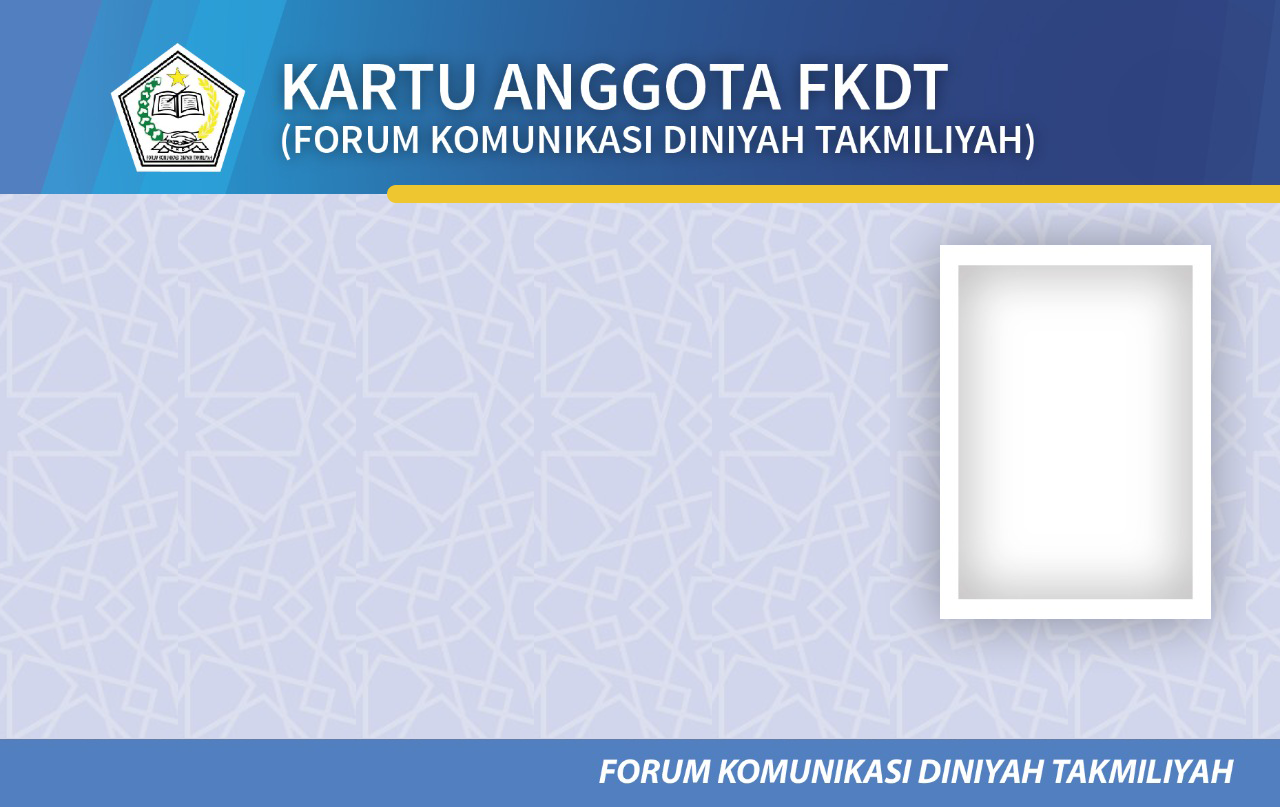 KARTU ANGGOTA FKDT
(FORUM KOMUNIKASI DINIYAH TAKMILIYAH)
FORUM KOMUNIKASI DINIYAH TAKMILIYAH
FORUM KOMUNIKASI DINIYAH TAKMILIYAH